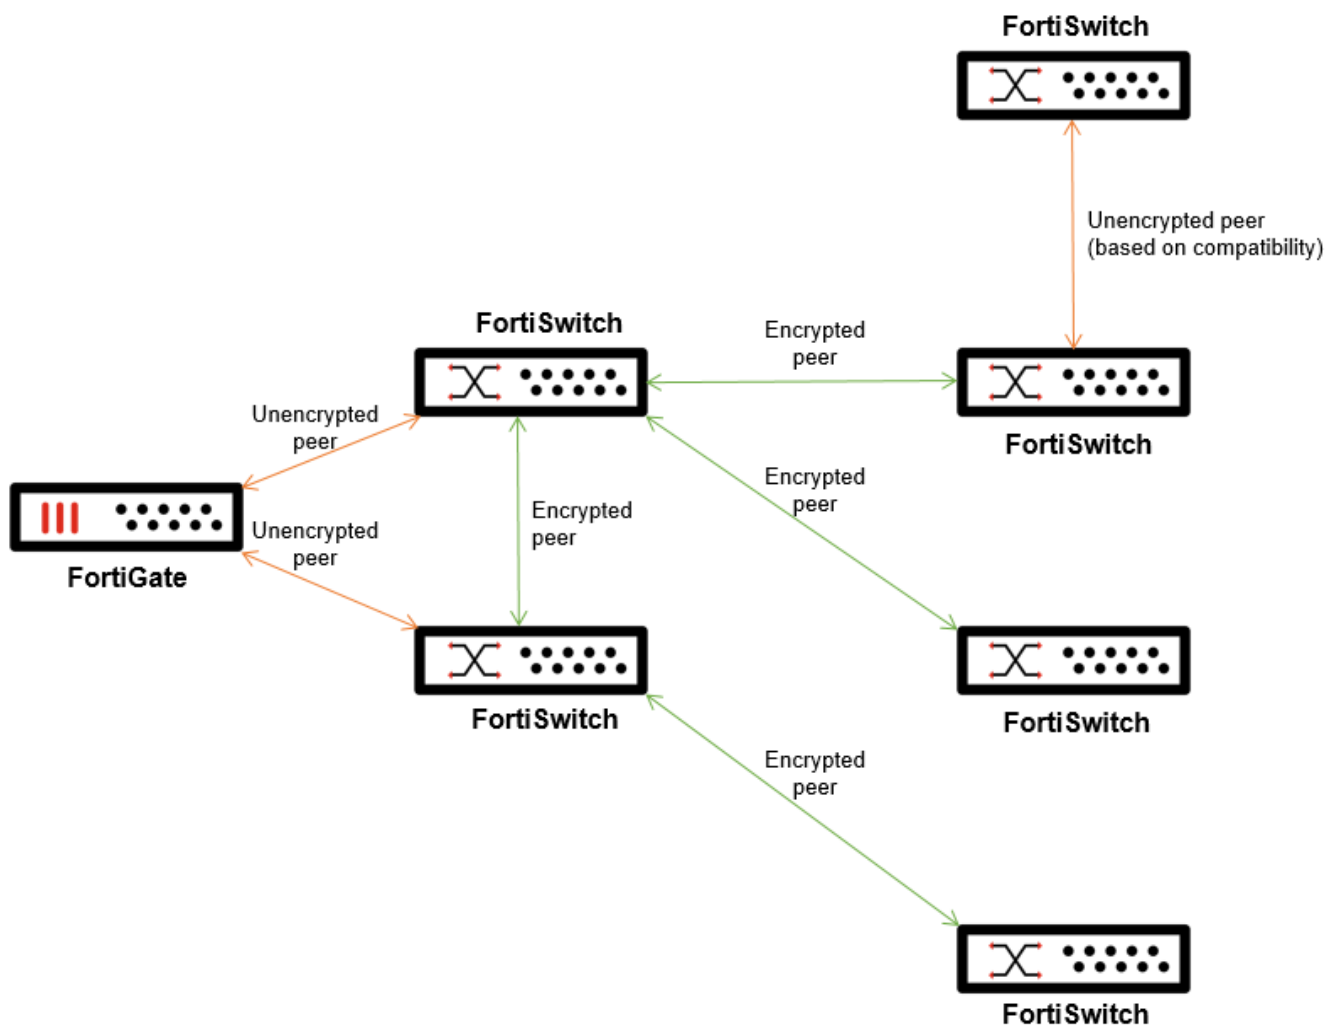 FortiSwitch
Unencrypted peer
(based on compatibility)
FortiSwitch
Encrypted
peer
Unencrypted
peer
FortiSwitch
Encrypted
peer
Encrypted
peer
Unencrypted
peer
FortiGate
FortiSwitch
FortiSwitch
Encrypted
peer
FortiSwitch